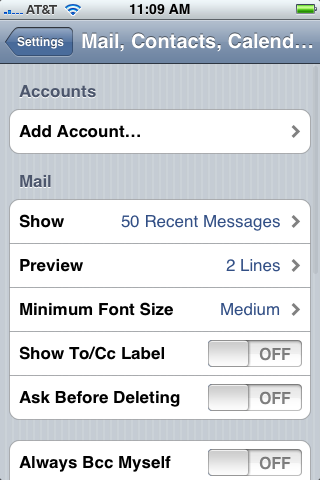 AT&T 11:09 AM
Settings Mail, Contacts, Calend...
Accounts
Add Account...
Mail
Show 50 Recent Messages
Preview 2 Lines
Minimum Font Size Medium
Show To/Cc Label OFF
Ask Before Deleting OFF
Always Bcc Myself OFF